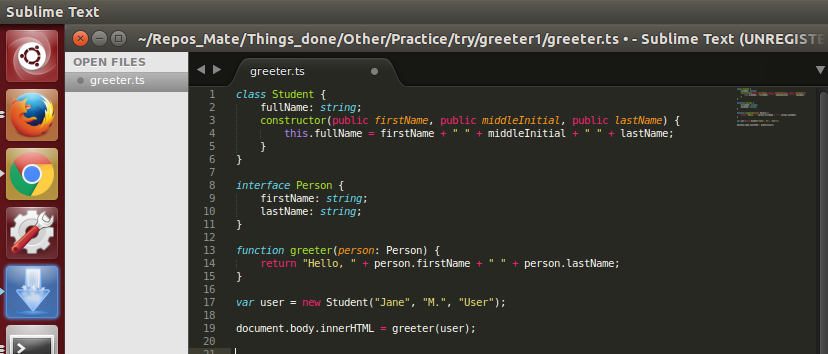 Sublime Text
~/Repos_Mate/Things_done/Other/Practice/try/greeter1/greeter.ts • - Sublime Text (UNREGISTE
OPEN FILES
greeter.ts
greeter.ts
1 class Student {
2     fullName: string;
3     constructor(public firstName, public middleInitial, public lastName) {
4         this.fullName = firstName + " " + middleInitial + " " + lastName;
5     }
6 }
7
8 interface Person {
9     firstName: string;
10     lastName: string;
11 }
12
13 function greeter(person: Person) {
14     return "Hello, " + person.firstName + " " + person.lastName;
15 }
16
17 var user = new Student("Jane", "M.", "User");
18
19 document.body.innerHTML = greeter(user);
20
21